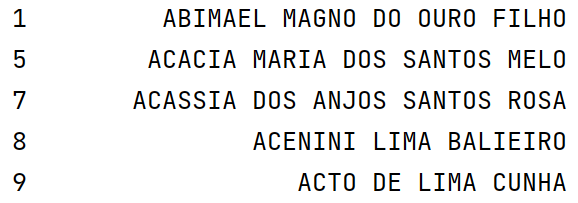 1 ABIMAEL MAGNO DO OURO FILHO
5 ACACIA MARIA DOS SANTOS MELO
7 ACASSIA DOS ANJOS SANTOS ROSA
8 ACENINI LIMA BALIEIRO
9 ACTO DE LIMA CUNHA